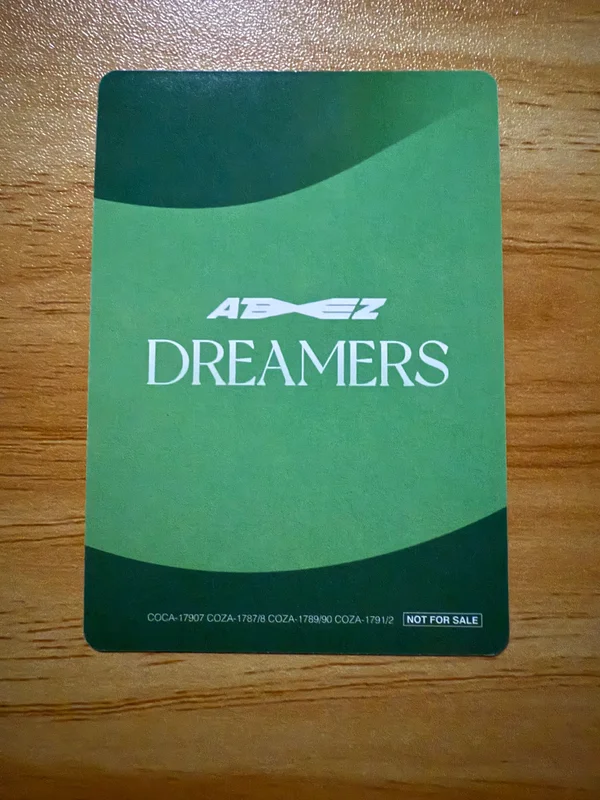 ATEEZ
DREAMERS
COCA-17907 COZA-1787/8 COZA-1789/90 COZA-1791/2 NOT FOR SALE